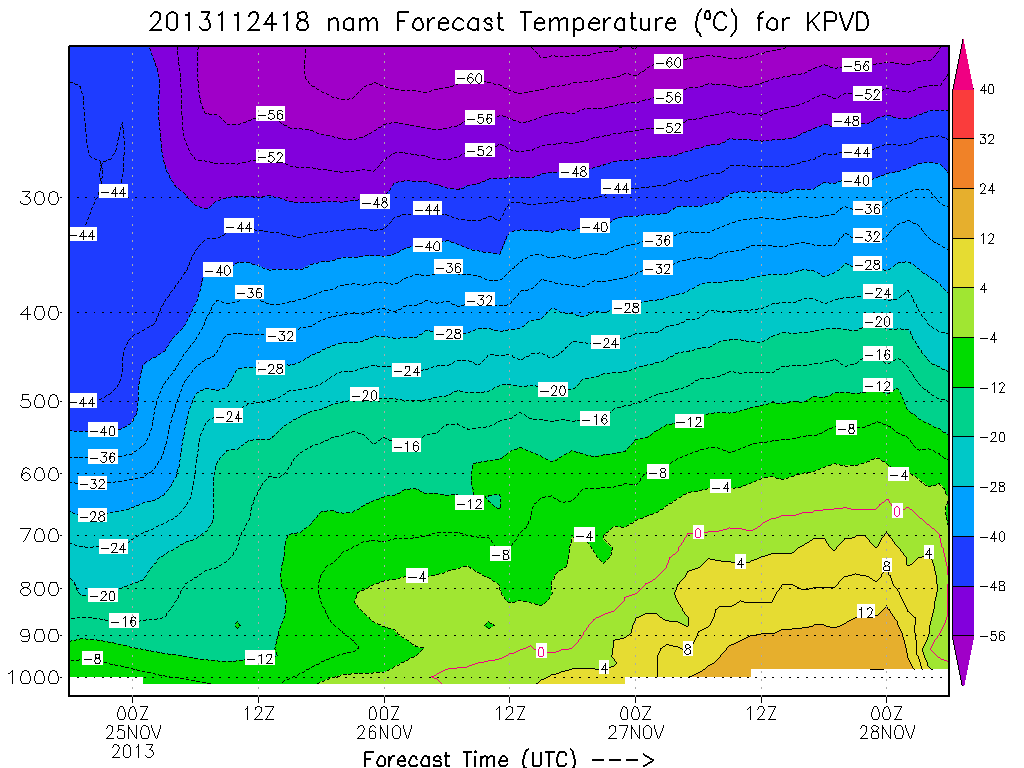 2013112418 nam Forecast Temperature (⁰C) for KPVD
-60 -60 -56
-56 -56 -56 -52
-52 -52 -52 -48
-48 -44
-44 -48 -44 -40
300
-44 -44 -44 -40 -36
-40 -36 -32
-40 -36 -32 -28
-36 -32 -28 -24
400
-32 -28 -24 -20
-28 -24 -20 -16
-44 -20 -12
500
-24 -16 -12 -8
-40 -16
-36 -8 -4
600
-32 -12 -4
-28 0
700
-24 -8 -4 0 4
-4 4 8
800
-20
-16 12
900
-8 -12 0 8
4
1000
40
32
24
12
4
-4
-12
-20
-28
-40
-48
-56
00Z 12Z 00Z 12Z 00Z 12Z 00Z
25NOV 26NOV 27NOV 28NOV
2013
Forecast Time (UTC) --->